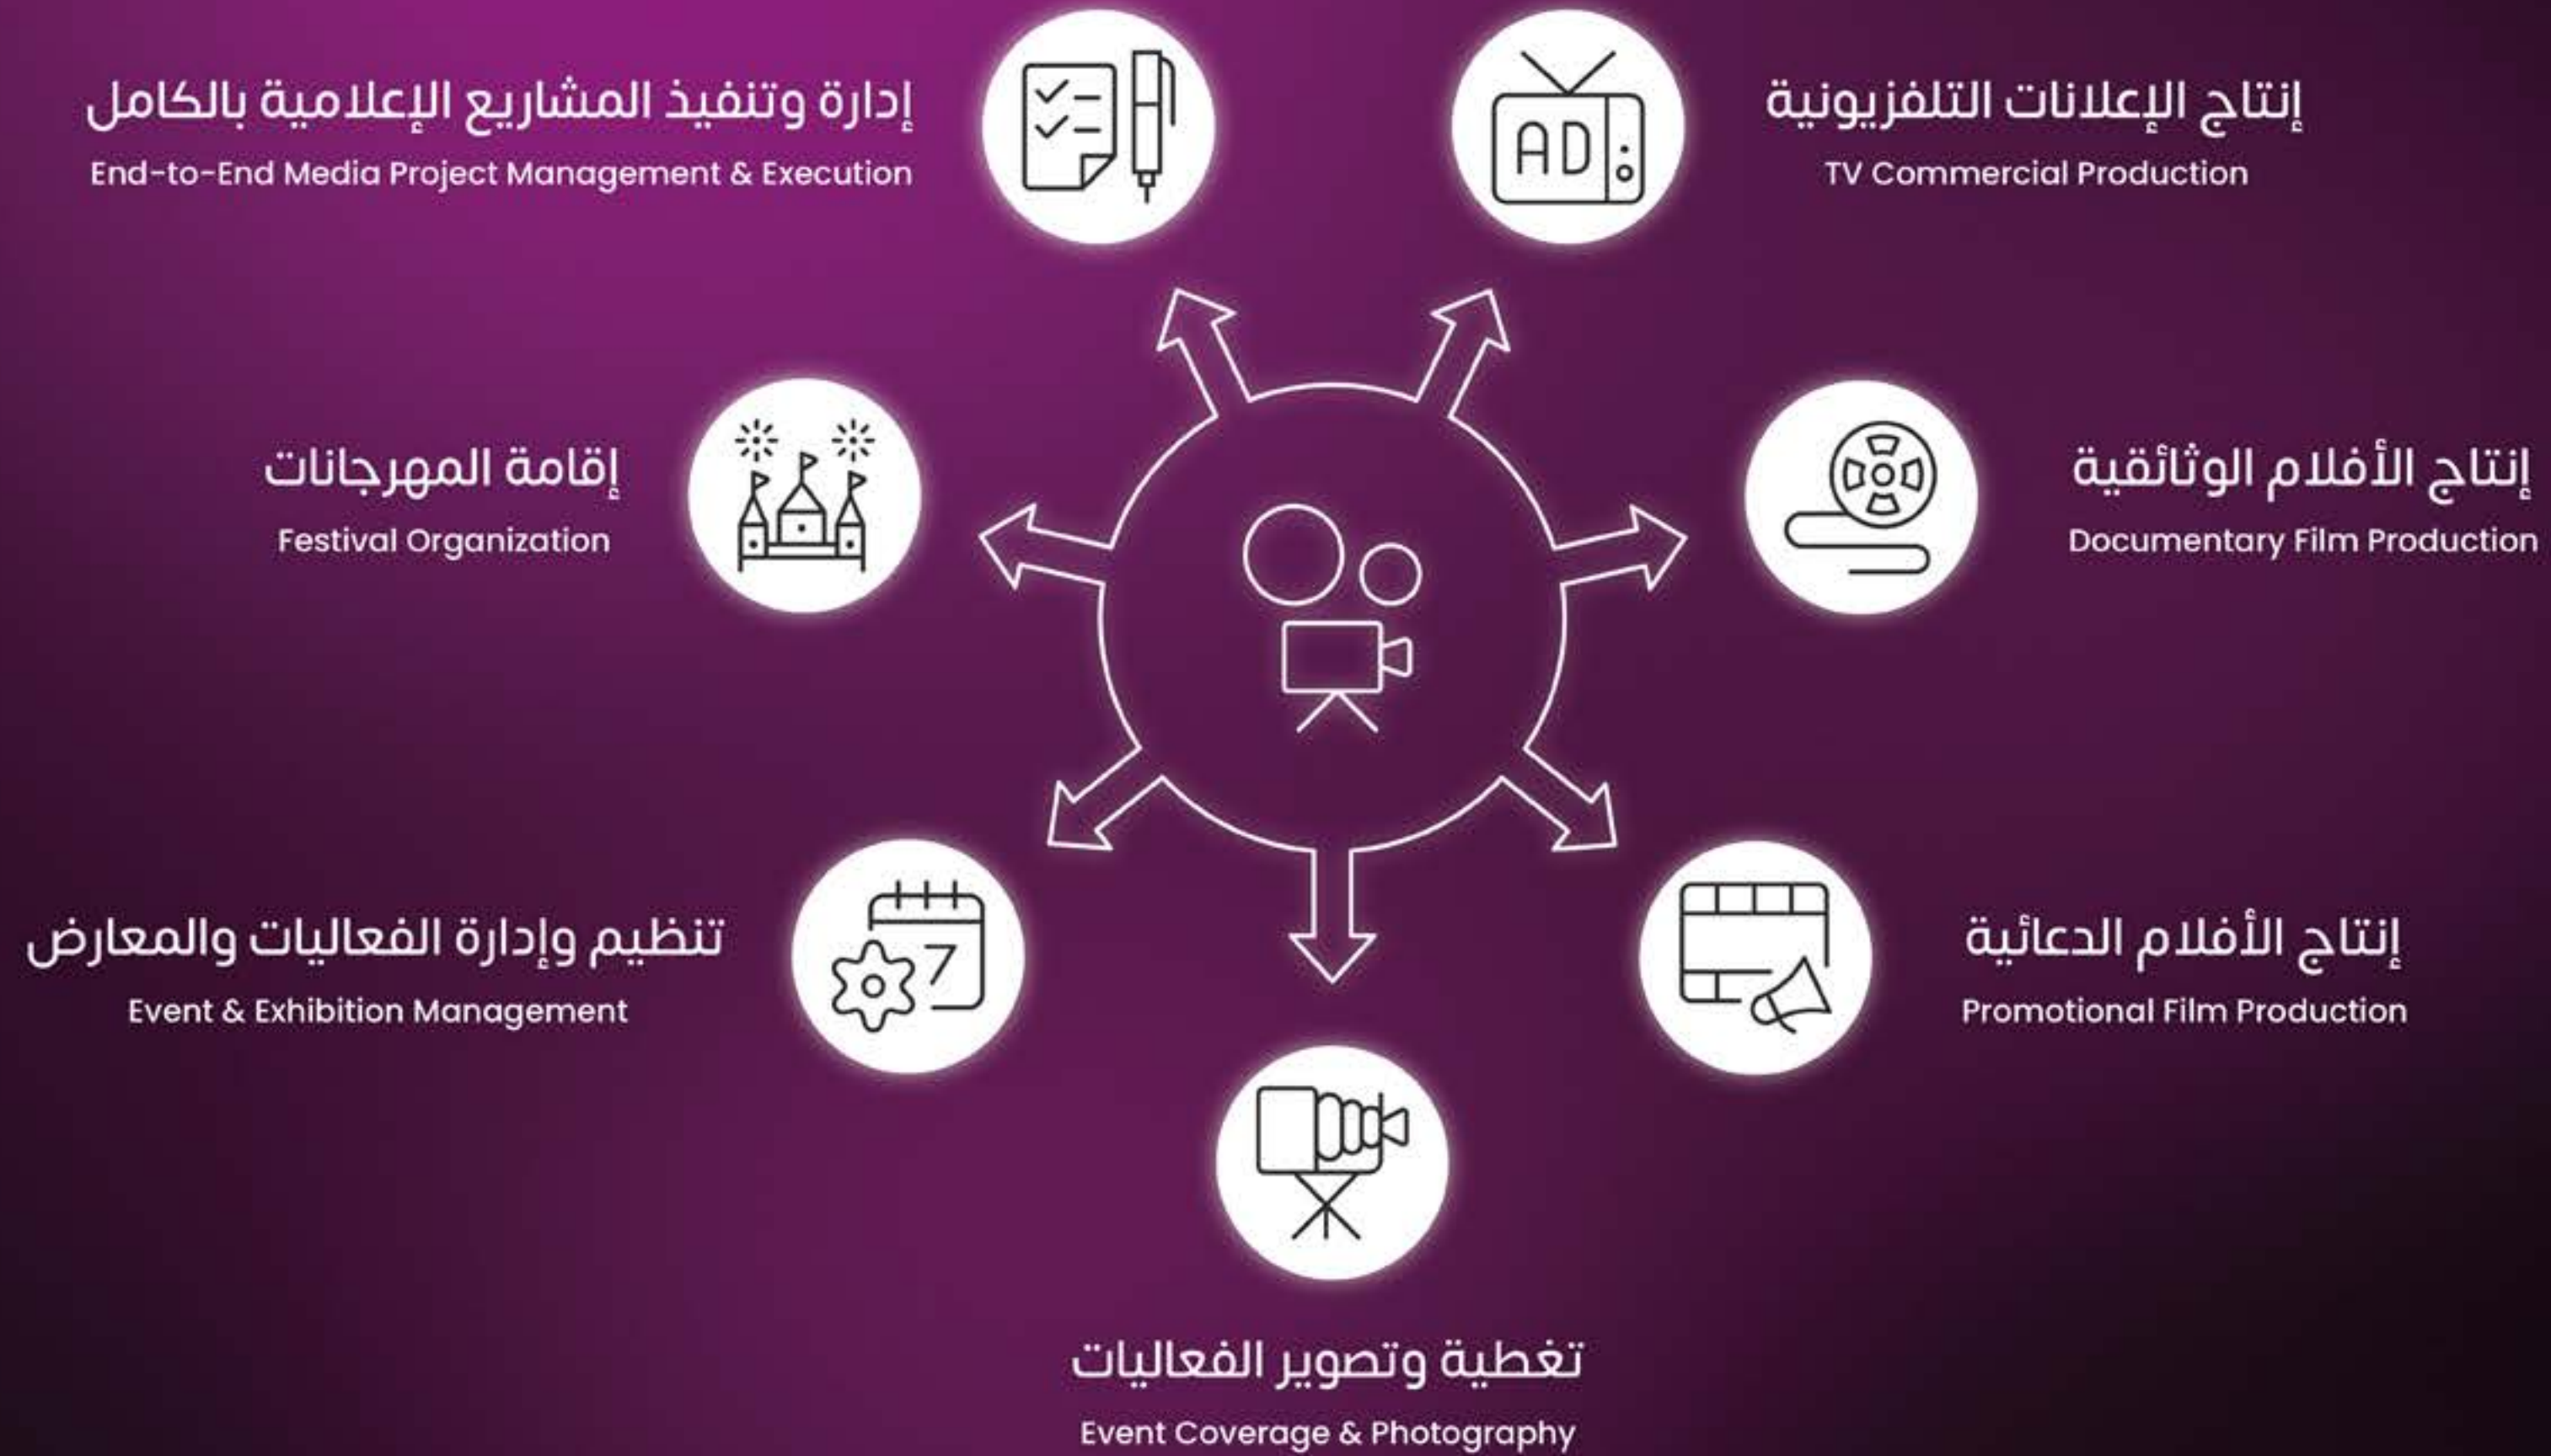 إنتاج الإعلانات التلفزيونية
TV Commercial Production
AD
إدارة وتنفيذ المشاريع الإعلامية بالكامل
End-to-End Media Project Management & Execution
إنتاج الأفلام الوثائقية
Documentary Film Production
إقامة المهرجانات
Festival Organization
إنتاج الأفلام الدعائية
Promotional Film Production
تنظيم وإدارة الفعاليات والمعارض
Event & Exhibition Management
7
تغطية وتصوير الفعاليات
Event Coverage & Photography